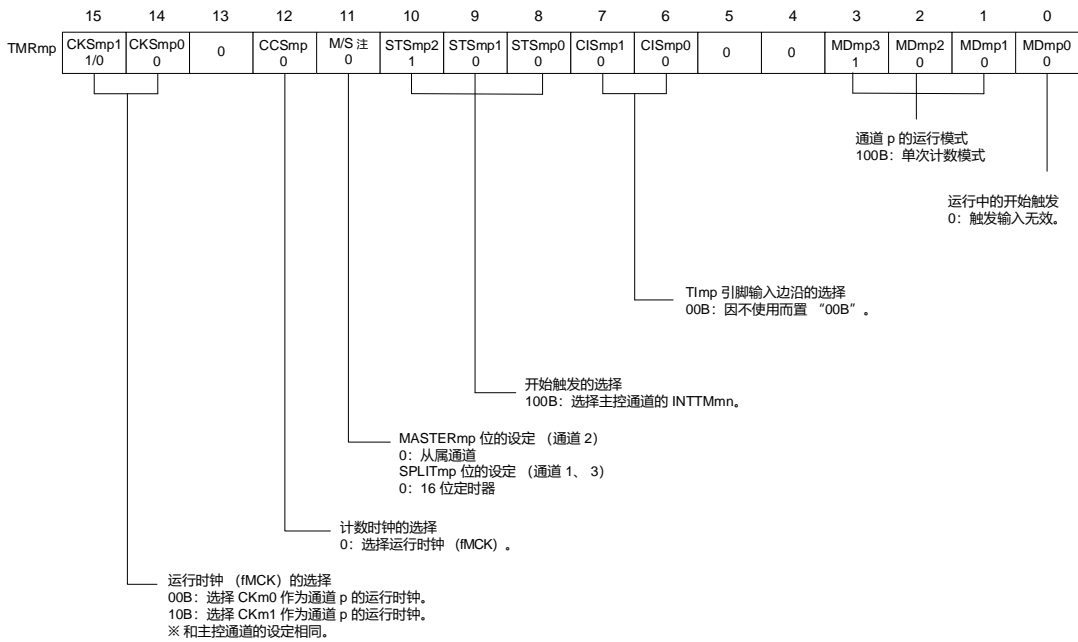 15 14 13 12 11 10 9 8 7 6 5 4 3 2 1 0
TMRmp CKSmp1 CKSmp0 0 CCSmp M/S 注 STSmp2 STSmp1 STSmp0 CISmp1 CISmp0 0 0 MDmp3 MDmp2 MDmp1 MDmp0
1/0 0 0 0 1 0 0 0 0 1 0 0 0
通道 p 的运行模式
100B：单次计数模式
运行中的开始触发
0：触发输入无效。
TImp 引脚输入边沿的选择
00B：因不使用而置 “00B”。
开始触发的选择
100B：选择主控通道的 INTTMmn。
MASTERmp 位的设定 （通道 2）
0：从属通道
SPLITmp 位的设定 （通道 1、 3）
0：16 位定时器
计数时钟的选择
0：选择运行时钟 （fMCK）。
运行时钟 （fMCK）的选择
00B：选择 CKm0 作为通道 p 的运行时钟。
10B：选择 CKm1 作为通道 p 的运行时钟。
※ 和主控通道的设定相同。